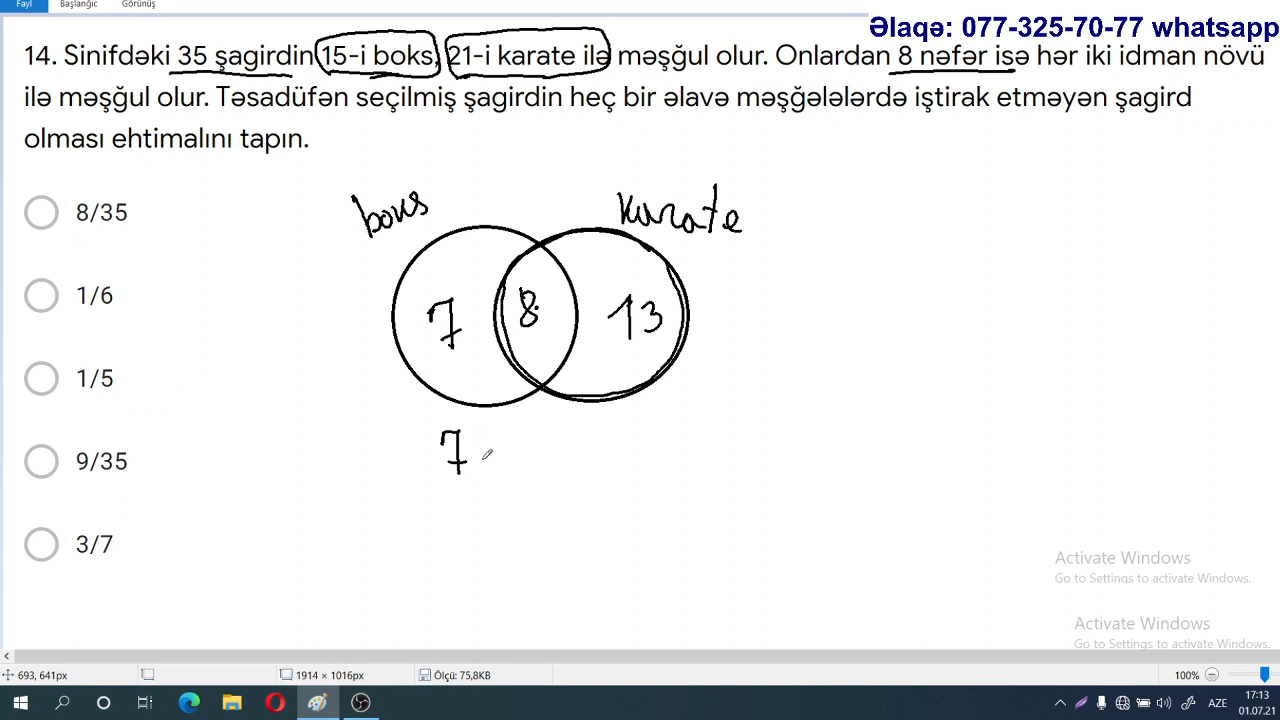 Fayl Başlanğıc Görünüş
Əlaqə: 077-325-70-77 whatsapp
14. Sinifdəki 35 şagirdin 15-i boks, 21-i karate ilə məşğul olur. Onlardan 8 nəfər isə hər iki idman növü
ilə məşğul olur. Təsadüfən seçilmiş şagirdin heç bir əlavə məşğələlərdə iştirak etməyən şagird
olması ehtimalını tapın.
boks karate
8/35
1/6
7 8 13
1/5
9/35
7
3/7
Activate Windows
Go to Settings to activate Windows.
Activate Windows
Go to Settings to activate Windows.
693, 641px 1914 × 1016px Ölçü: 75,8KB 100%
AZE 17:13
01.07.21